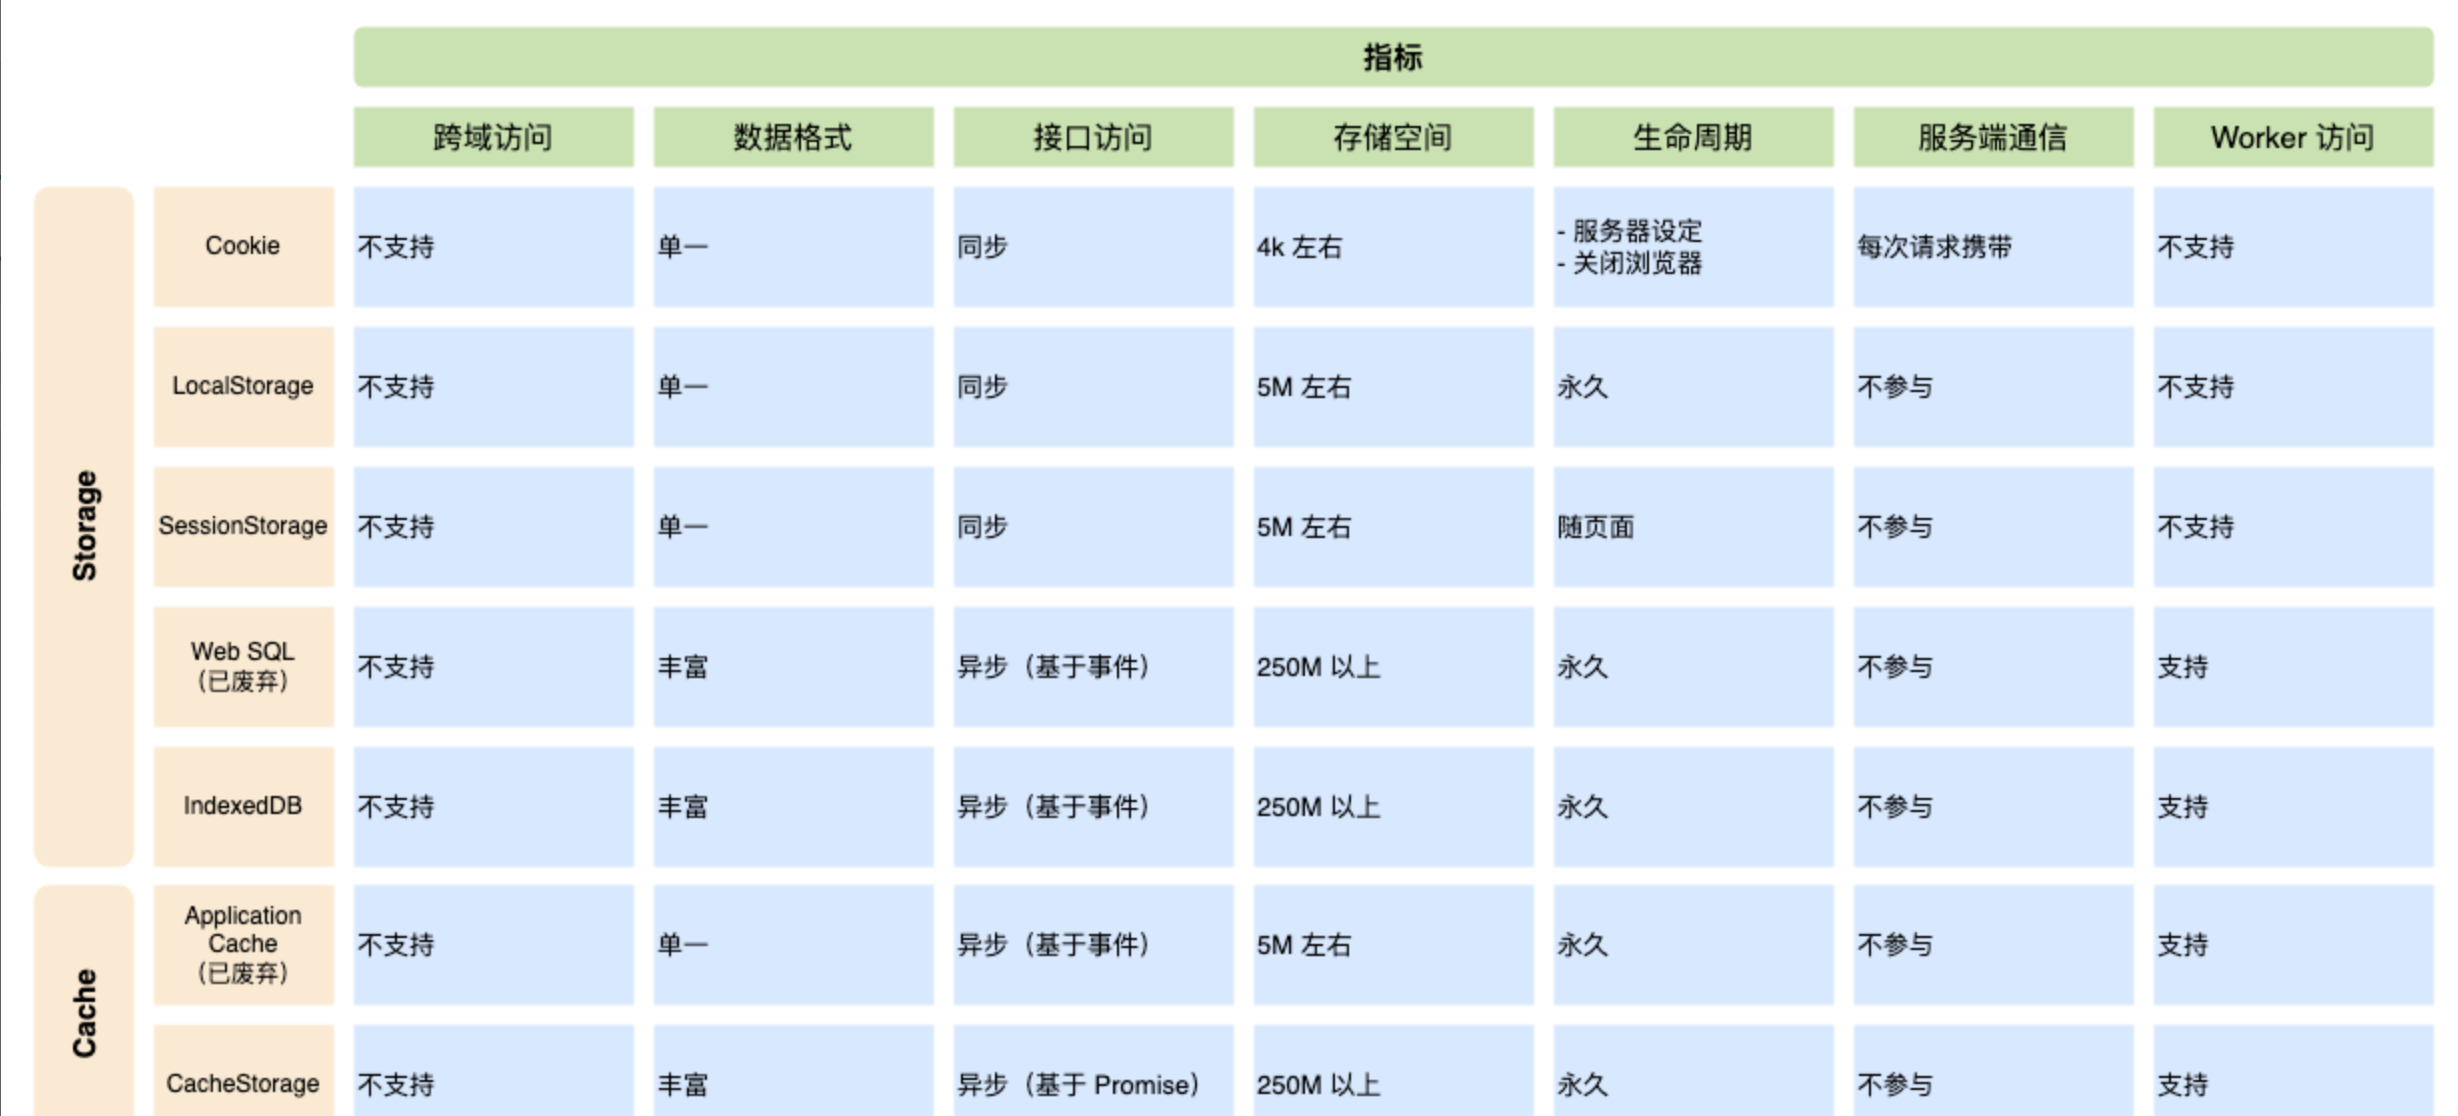 指标
跨域访问 数据格式 接口访问 存储空间 生命周期 服务端通信 Worker 访问
Storage
Cookie 不支持 单一 同步 4k 左右 - 服务器设定
- 关闭浏览器 每次请求携带 不支持
LocalStorage 不支持 单一 同步 5M 左右 永久 不参与 不支持
SessionStorage 不支持 单一 同步 5M 左右 随页面 不参与 不支持
Web SQL
（已废弃） 不支持 丰富 异步（基于事件） 250M 以上 永久 不参与 支持
IndexedDB 不支持 丰富 异步（基于事件） 250M 以上 永久 不参与 支持
Cache
Application
Cache
（已废弃） 不支持 单一 异步（基于事件） 5M 左右 永久 不参与 支持
CacheStorage 不支持 丰富 异步（基于 Promise） 250M 以上 永久 不参与 支持